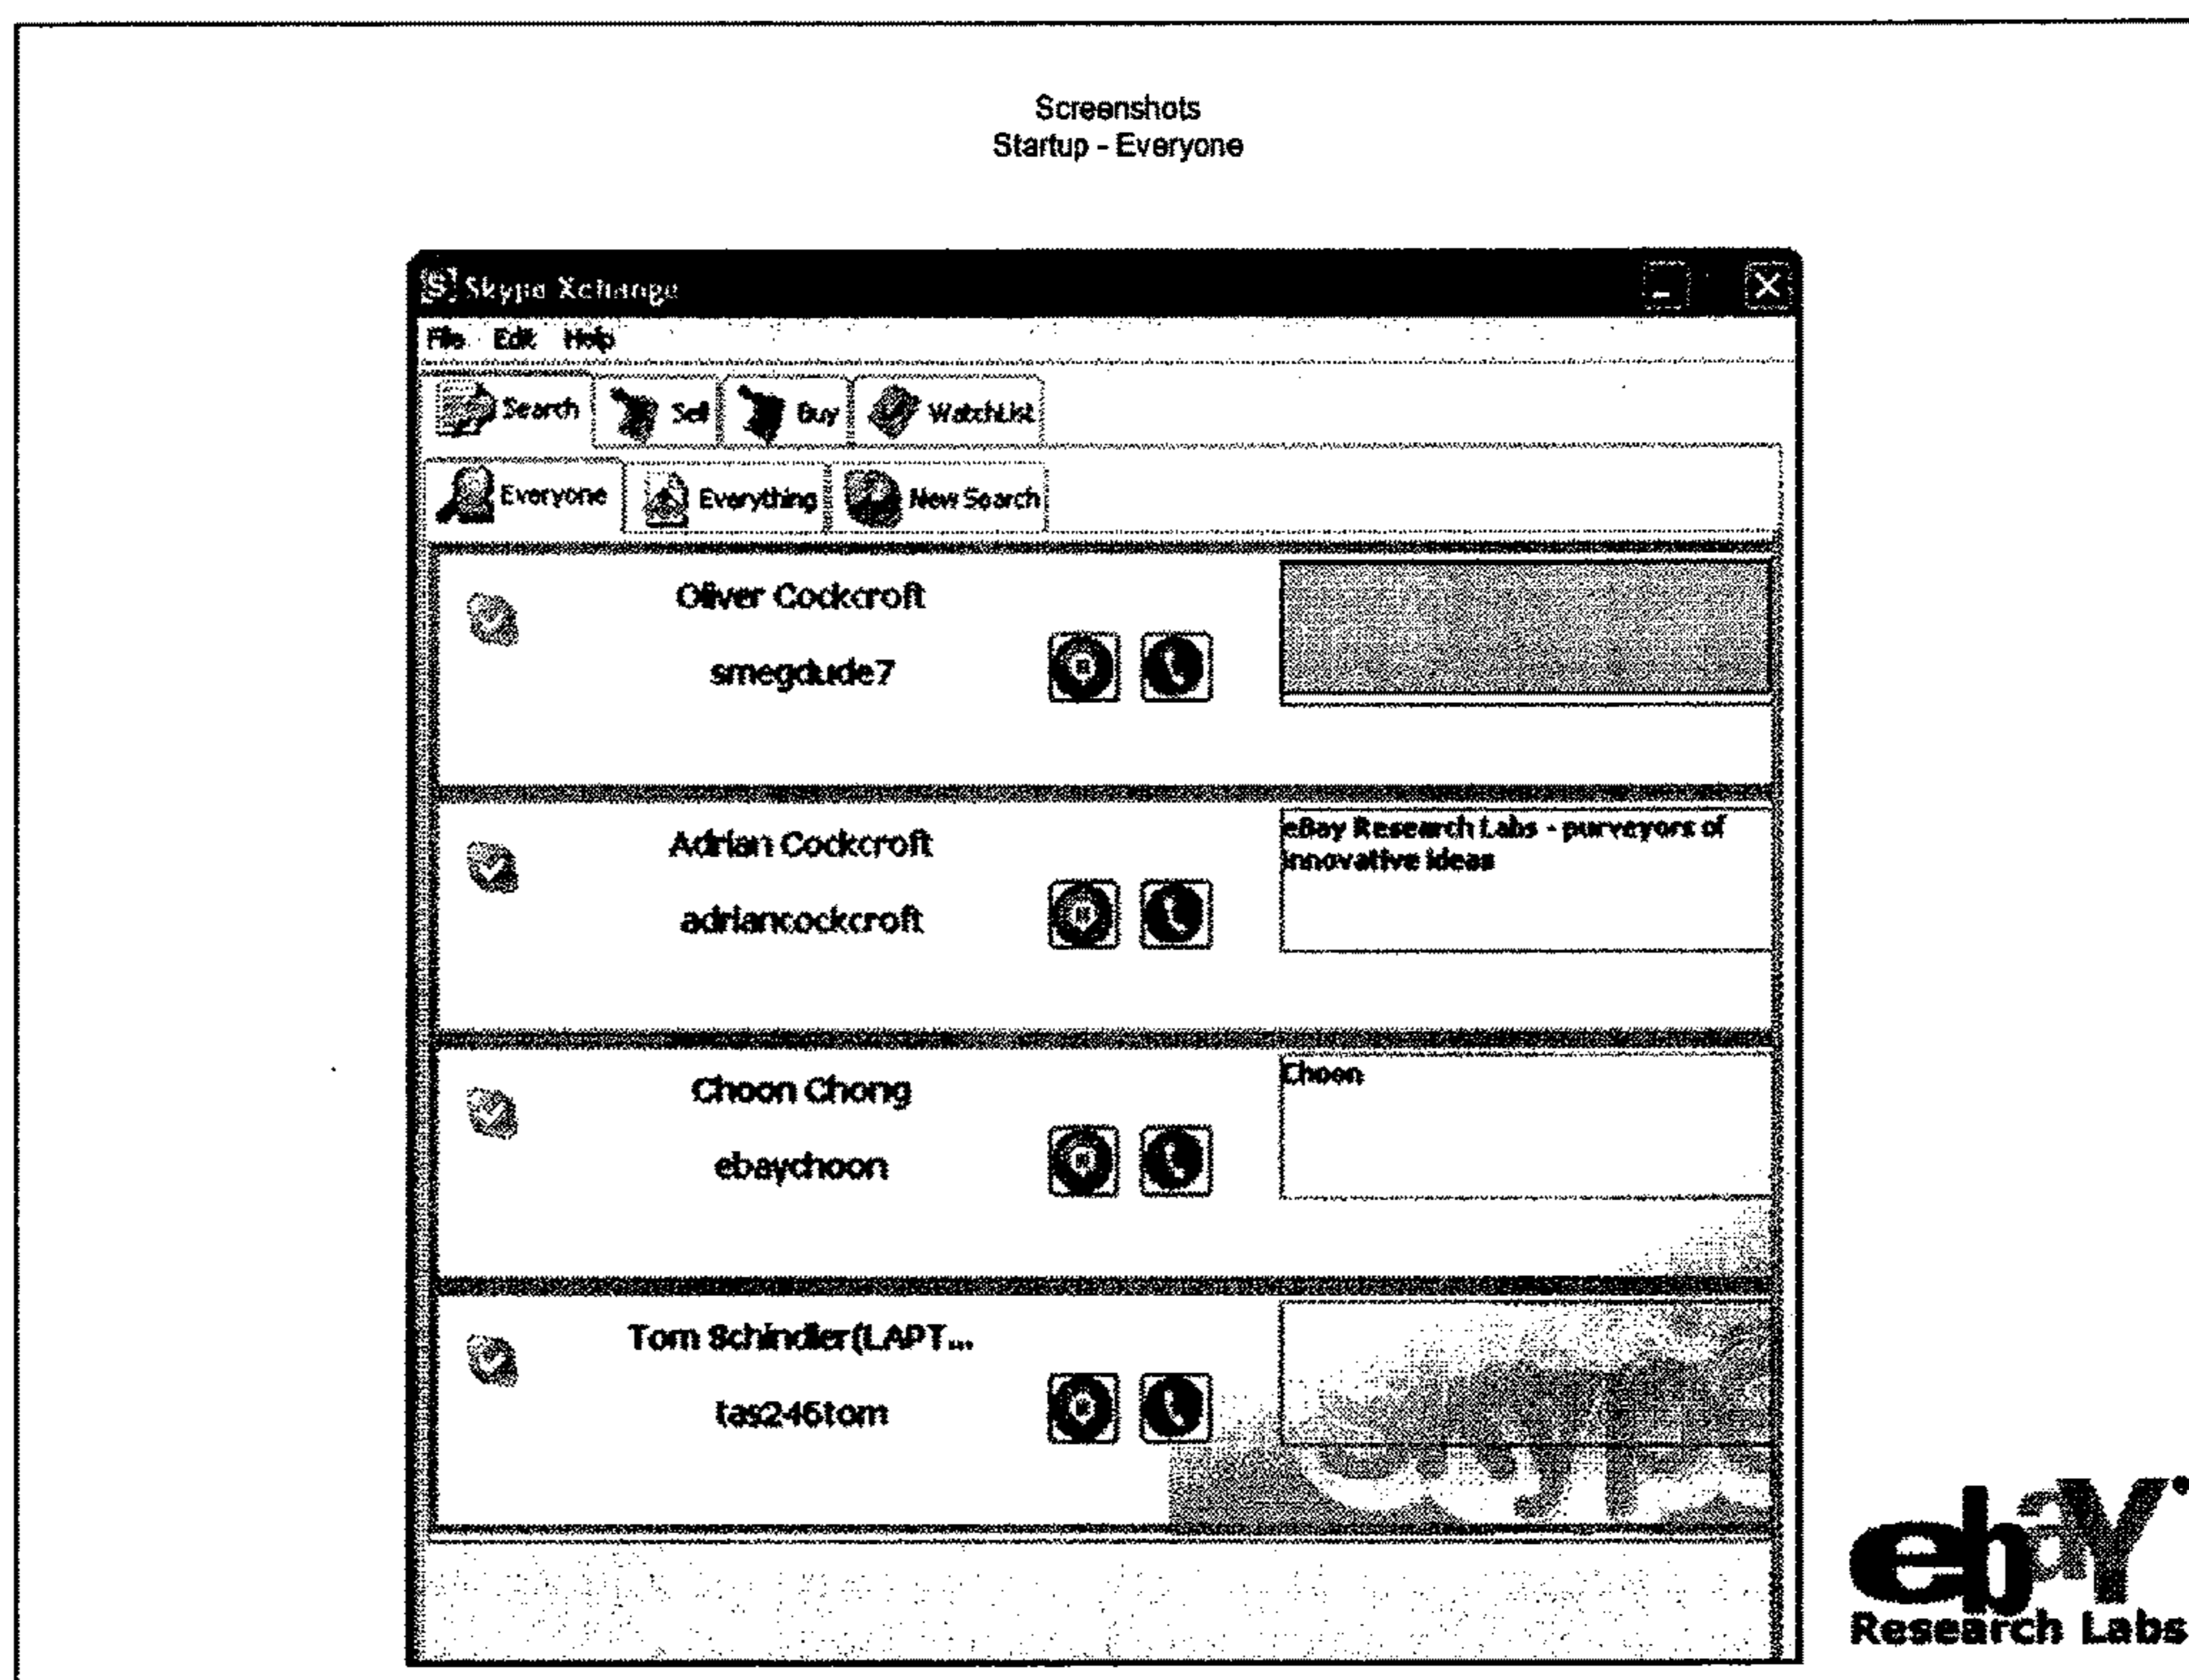 Screenshots
Startup - Everyone
Skype Xchange
File Edit Help
Search Sell Buy WatchList
Everyone Everything New Search
Oliver Cockcroft
smegdude7
Adrian Cockcroft
adriancockcroft
eBay Research Labs - purveyors of
innovative ideas
Choon Chong
ebaychoon
Choon
Tom Schindler(LAPT...
tas246tom
skype
ebay®
Research Labs